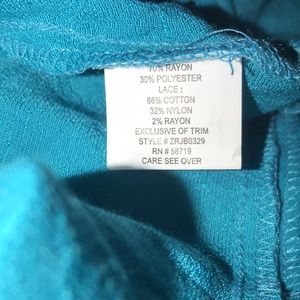 70% RAYON
30% POLYESTER
LACE :
66% COTTON
32% NYLON
2% RAYON
EXCLUSIVE OF TRIM
STYLE # ZRJB0329
RN # 58719
CARE SEE OVER